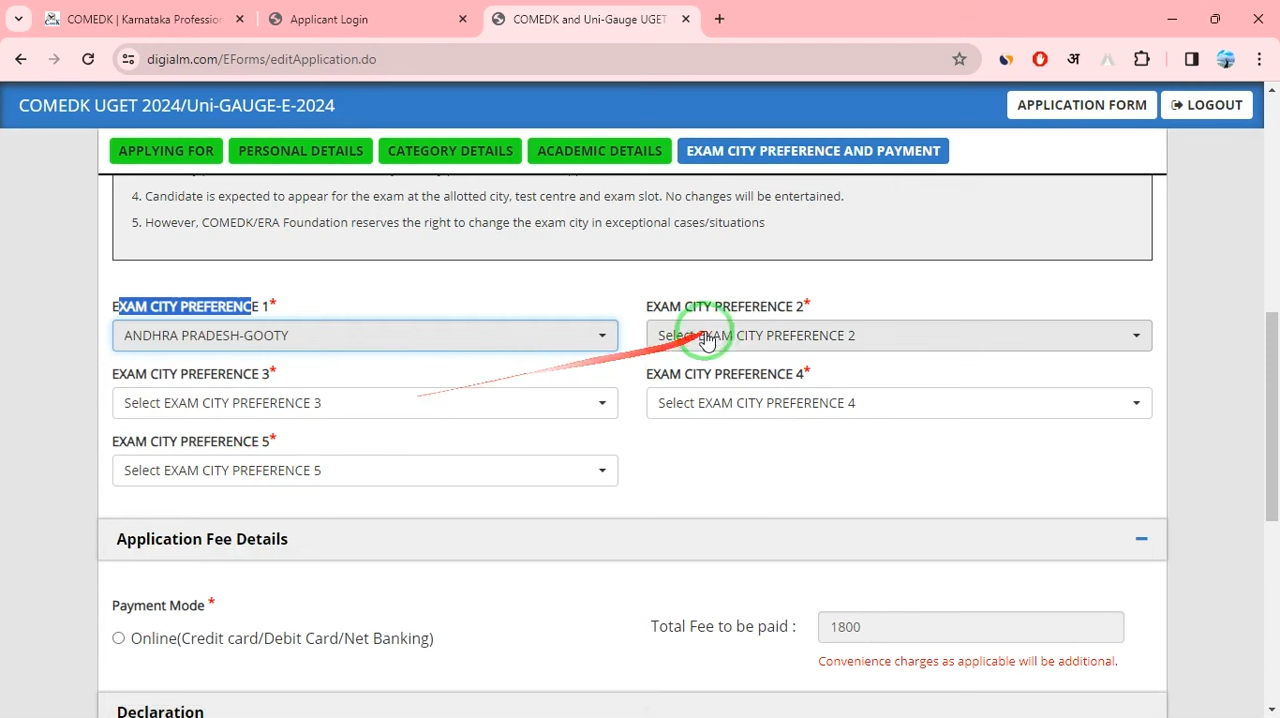 COMEDK | Karnataka Profession
Applicant Login
COMEDK and Uni-Gauge UGET
digialm.com/EForms/editApplication.do
अ
COMEDK UGET 2024/Uni-GAUGE-E-2024
APPLICATION FORM
LOGOUT
APPLYING FOR
PERSONAL DETAILS
CATEGORY DETAILS
ACADEMIC DETAILS
EXAM CITY PREFERENCE AND PAYMENT
4. Candidate is expected to appear for the exam at the allotted city, test centre and exam slot. No changes will be entertained.
5. However, COMEDK/ERA Foundation reserves the right to change the exam city in exceptional cases/situations
EXAM CITY PREFERENCE 1*
EXAM CITY PREFERENCE 2*
ANDHRA PRADESH-GOOTY
Select EXAM CITY PREFERENCE 2
EXAM CITY PREFERENCE 3*
EXAM CITY PREFERENCE 4*
Select EXAM CITY PREFERENCE 3
Select EXAM CITY PREFERENCE 4
EXAM CITY PREFERENCE 5*
Select EXAM CITY PREFERENCE 5
Application Fee Details
Payment Mode *
Online(Credit card/Debit Card/Net Banking)
Total Fee to be paid :
1800
Convenience charges as applicable will be additional.
Declaration